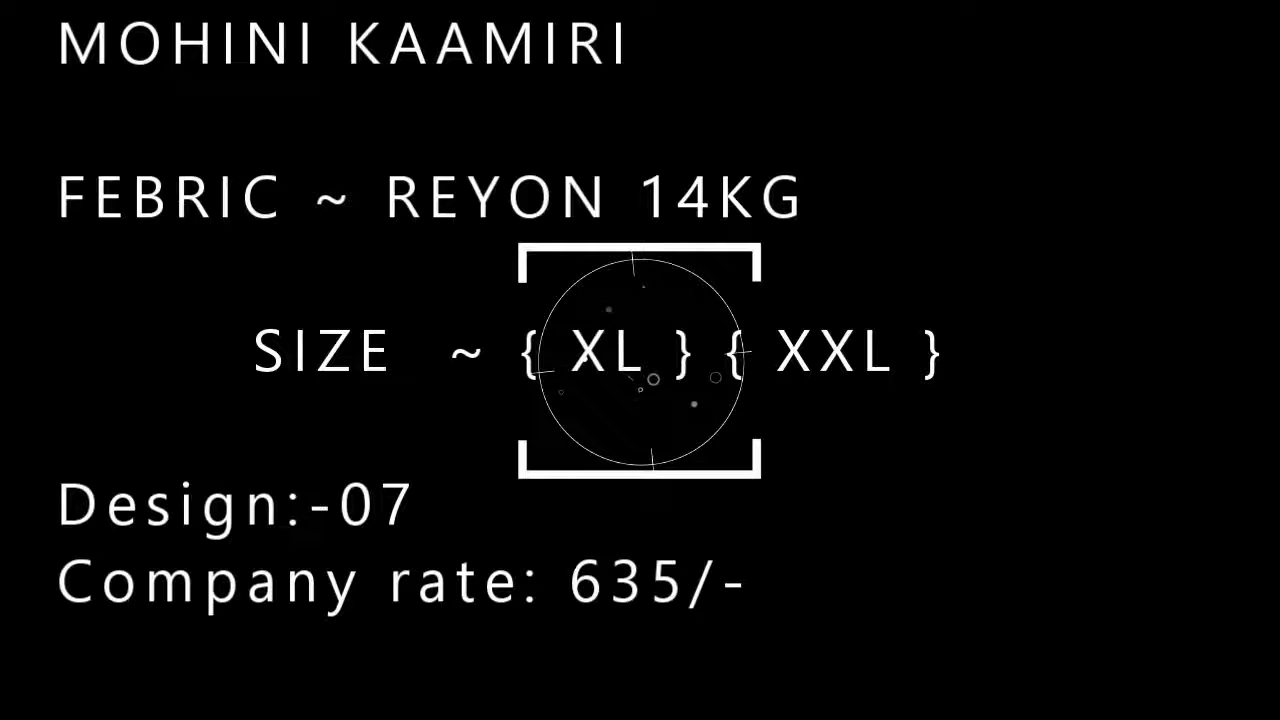 MOHINI KAAMIRI
FEBRIC ~ REYON 14KG
SIZE ~ { XL } { XXL }
Design:-07
Company rate: 635/-